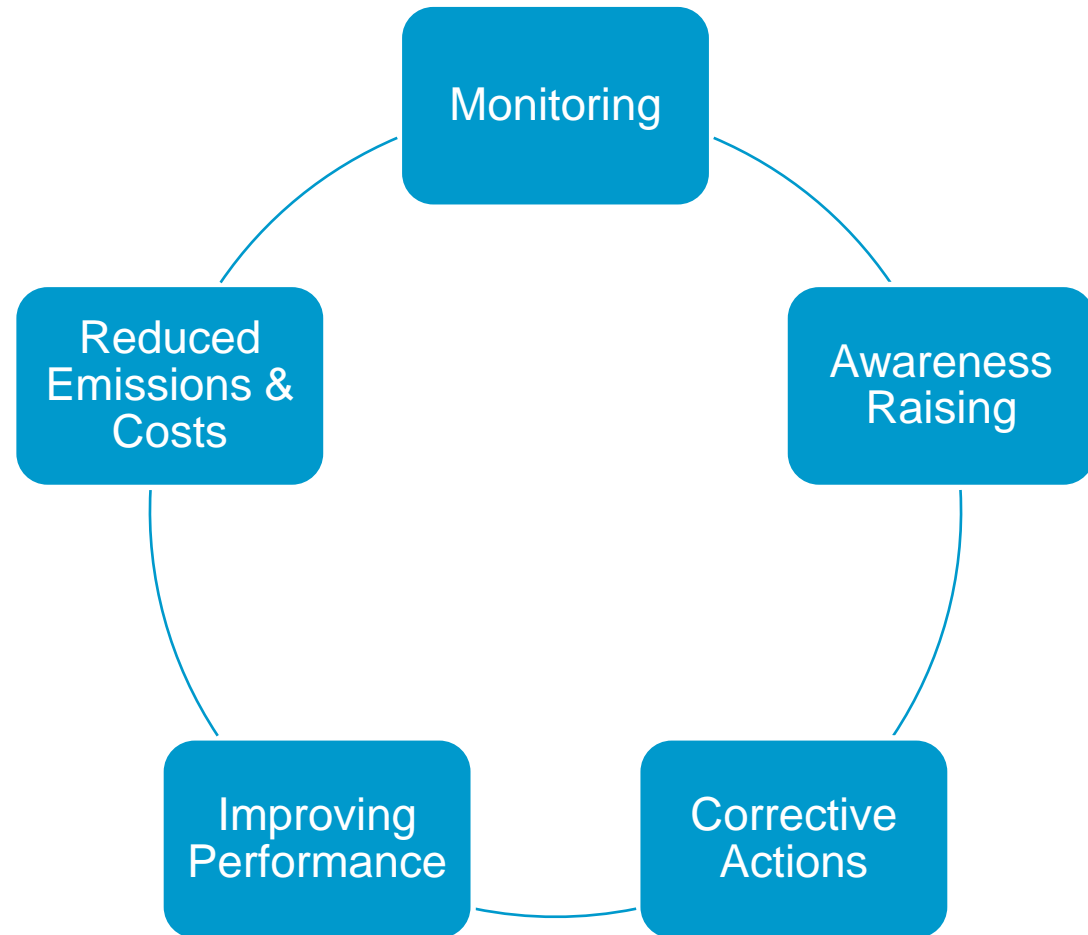 Monitoring
Awareness
Raising
Corrective
Actions
Improving
Performance
Reduced
Emissions &
Costs